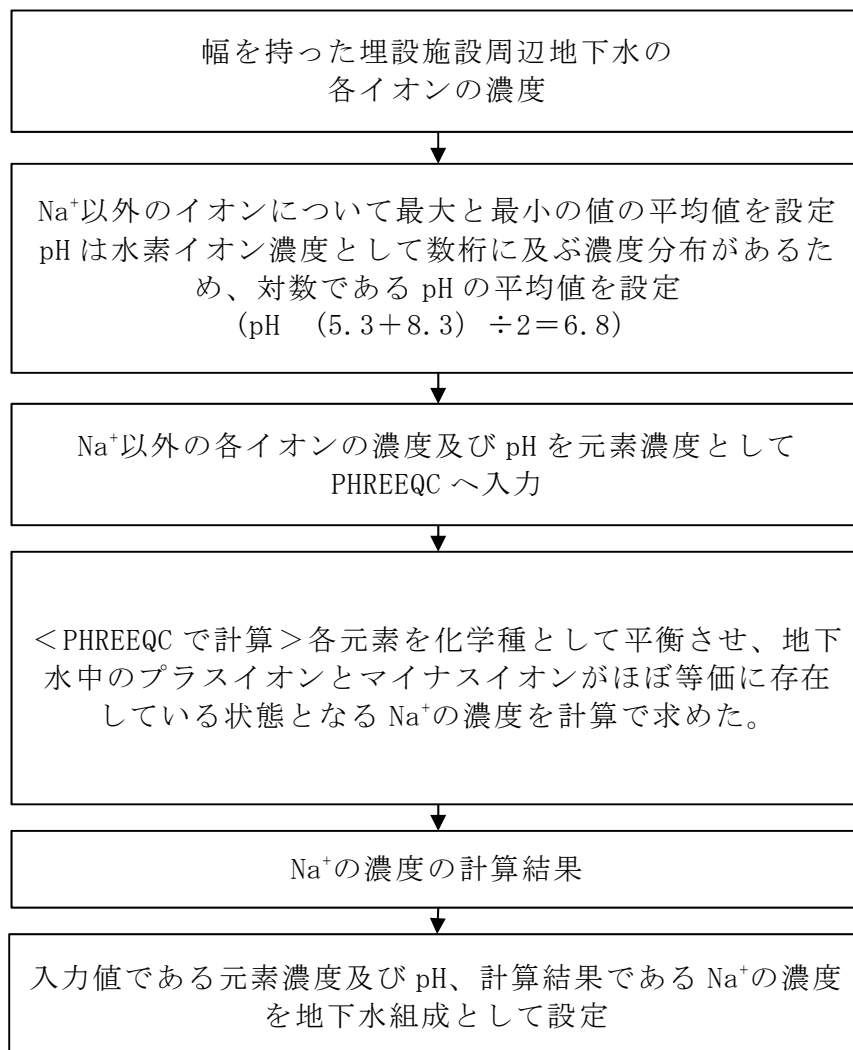 幅を持った埋設施設周辺地下水の
各イオンの濃度
Na⁺以外のイオンについて最大と最小の値の平均値を設定
pHは水素イオン濃度として数桁に及ぶ濃度分布があるた
め、対数であるpHの平均値を設定
(pH (5.3+8.3) ÷2=6.8)
Na⁺以外の各イオンの濃度及びpHを元素濃度として
PHREEQCへ入力
<PHREEQCで計算>各元素を化学種として平衡させ、地下
水中のプラスイオンとマイナスイオンがほぼ等価に存在
している状態となるNa⁺の濃度を計算で求めた。
Na⁺の濃度の計算結果
入力値である元素濃度及びpH、計算結果であるNa⁺の濃度
を地下水組成として設定